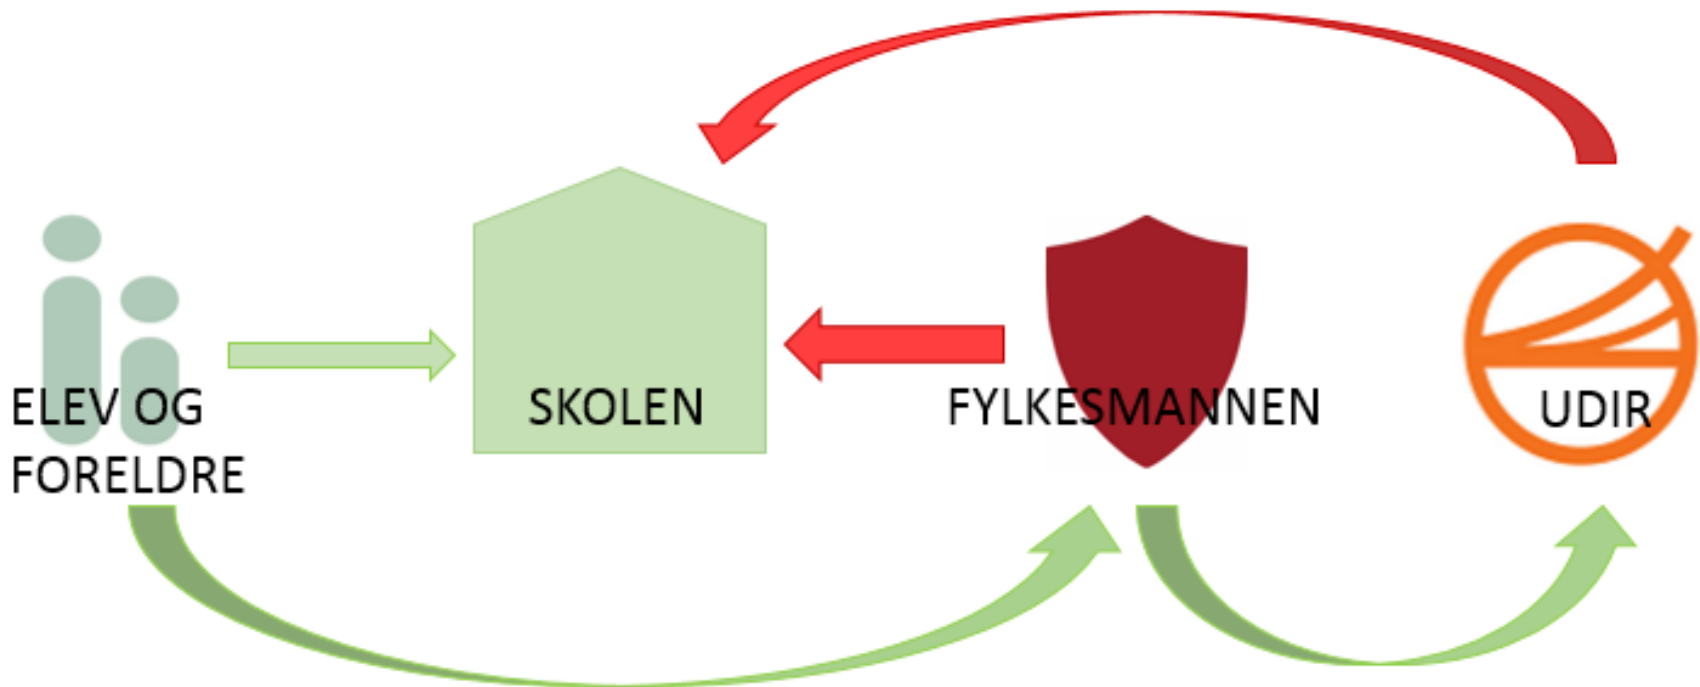 ELEV OG
FORELDRE
SKOLEN
FYLKESMANNEN
UDIR